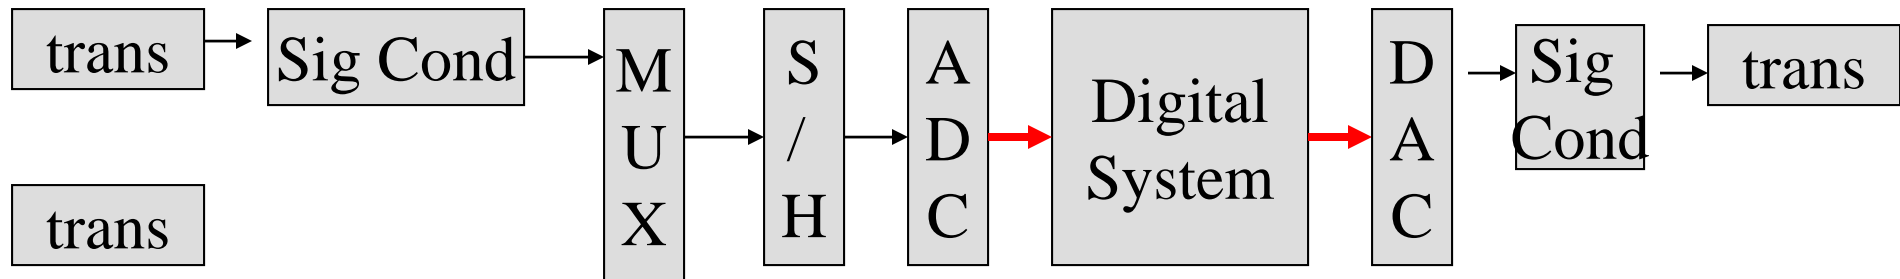 trans
Sig Cond
M
U
X
S
/
H
A
D
C
Digital
System
D
A
C
Sig
Cond
trans
trans